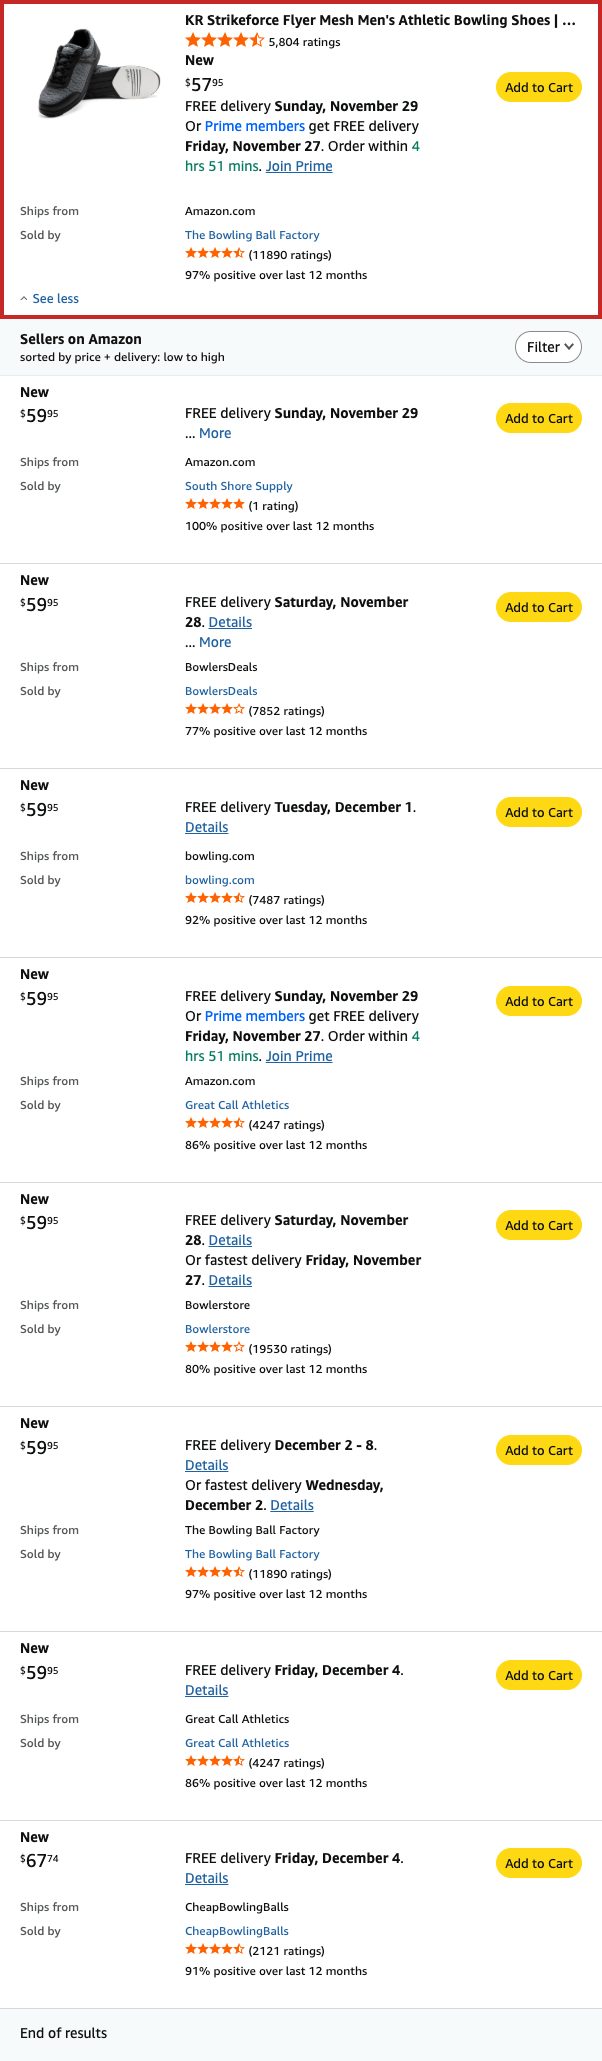 KR Strikeforce Flyer Mesh Men's Athletic Bowling Shoes | ...
5,804 ratings
New
$57 95
Add to Cart
FREE delivery Sunday, November 29
Or Prime members get FREE delivery
Friday, November 27. Order within 4
hrs 51 mins. Join Prime
Ships from Amazon.com
Sold by The Bowling Ball Factory
(11890 ratings)
97% positive over last 12 months
See less
Sellers on Amazon
sorted by price + delivery: low to high
Filter
New
$59 95 FREE delivery Sunday, November 29 Add to Cart
... More
Ships from Amazon.com
Sold by South Shore Supply
(1 rating)
100% positive over last 12 months
New
$59 95 FREE delivery Saturday, November Add to Cart
28. Details
... More
Ships from BowlersDeals
Sold by BowlersDeals
(7852 ratings)
77% positive over last 12 months
New
$59 95 FREE delivery Tuesday, December 1. Add to Cart
Details
Ships from bowling.com
Sold by bowling.com
(7487 ratings)
92% positive over last 12 months
New
$59 95 FREE delivery Sunday, November 29 Add to Cart
Or Prime members get FREE delivery
Friday, November 27. Order within 4
hrs 51 mins. Join Prime
Ships from Amazon.com
Sold by Great Call Athletics
(4247 ratings)
86% positive over last 12 months
New
$59 95 FREE delivery Saturday, November Add to Cart
28. Details
Or fastest delivery Friday, November
27. Details
Ships from Bowlerstore
Sold by Bowlerstore
(19530 ratings)
80% positive over last 12 months
New
$59 95 FREE delivery December 2 - 8. Add to Cart
Details
Or fastest delivery Wednesday,
December 2. Details
Ships from The Bowling Ball Factory
Sold by The Bowling Ball Factory
(11890 ratings)
97% positive over last 12 months
New
$59 95 FREE delivery Friday, December 4. Add to Cart
Details
Ships from Great Call Athletics
Sold by Great Call Athletics
(4247 ratings)
86% positive over last 12 months
New
$67 74 FREE delivery Friday, December 4. Add to Cart
Details
Ships from CheapBowlingBalls
Sold by CheapBowlingBalls
(2121 ratings)
91% positive over last 12 months
End of results